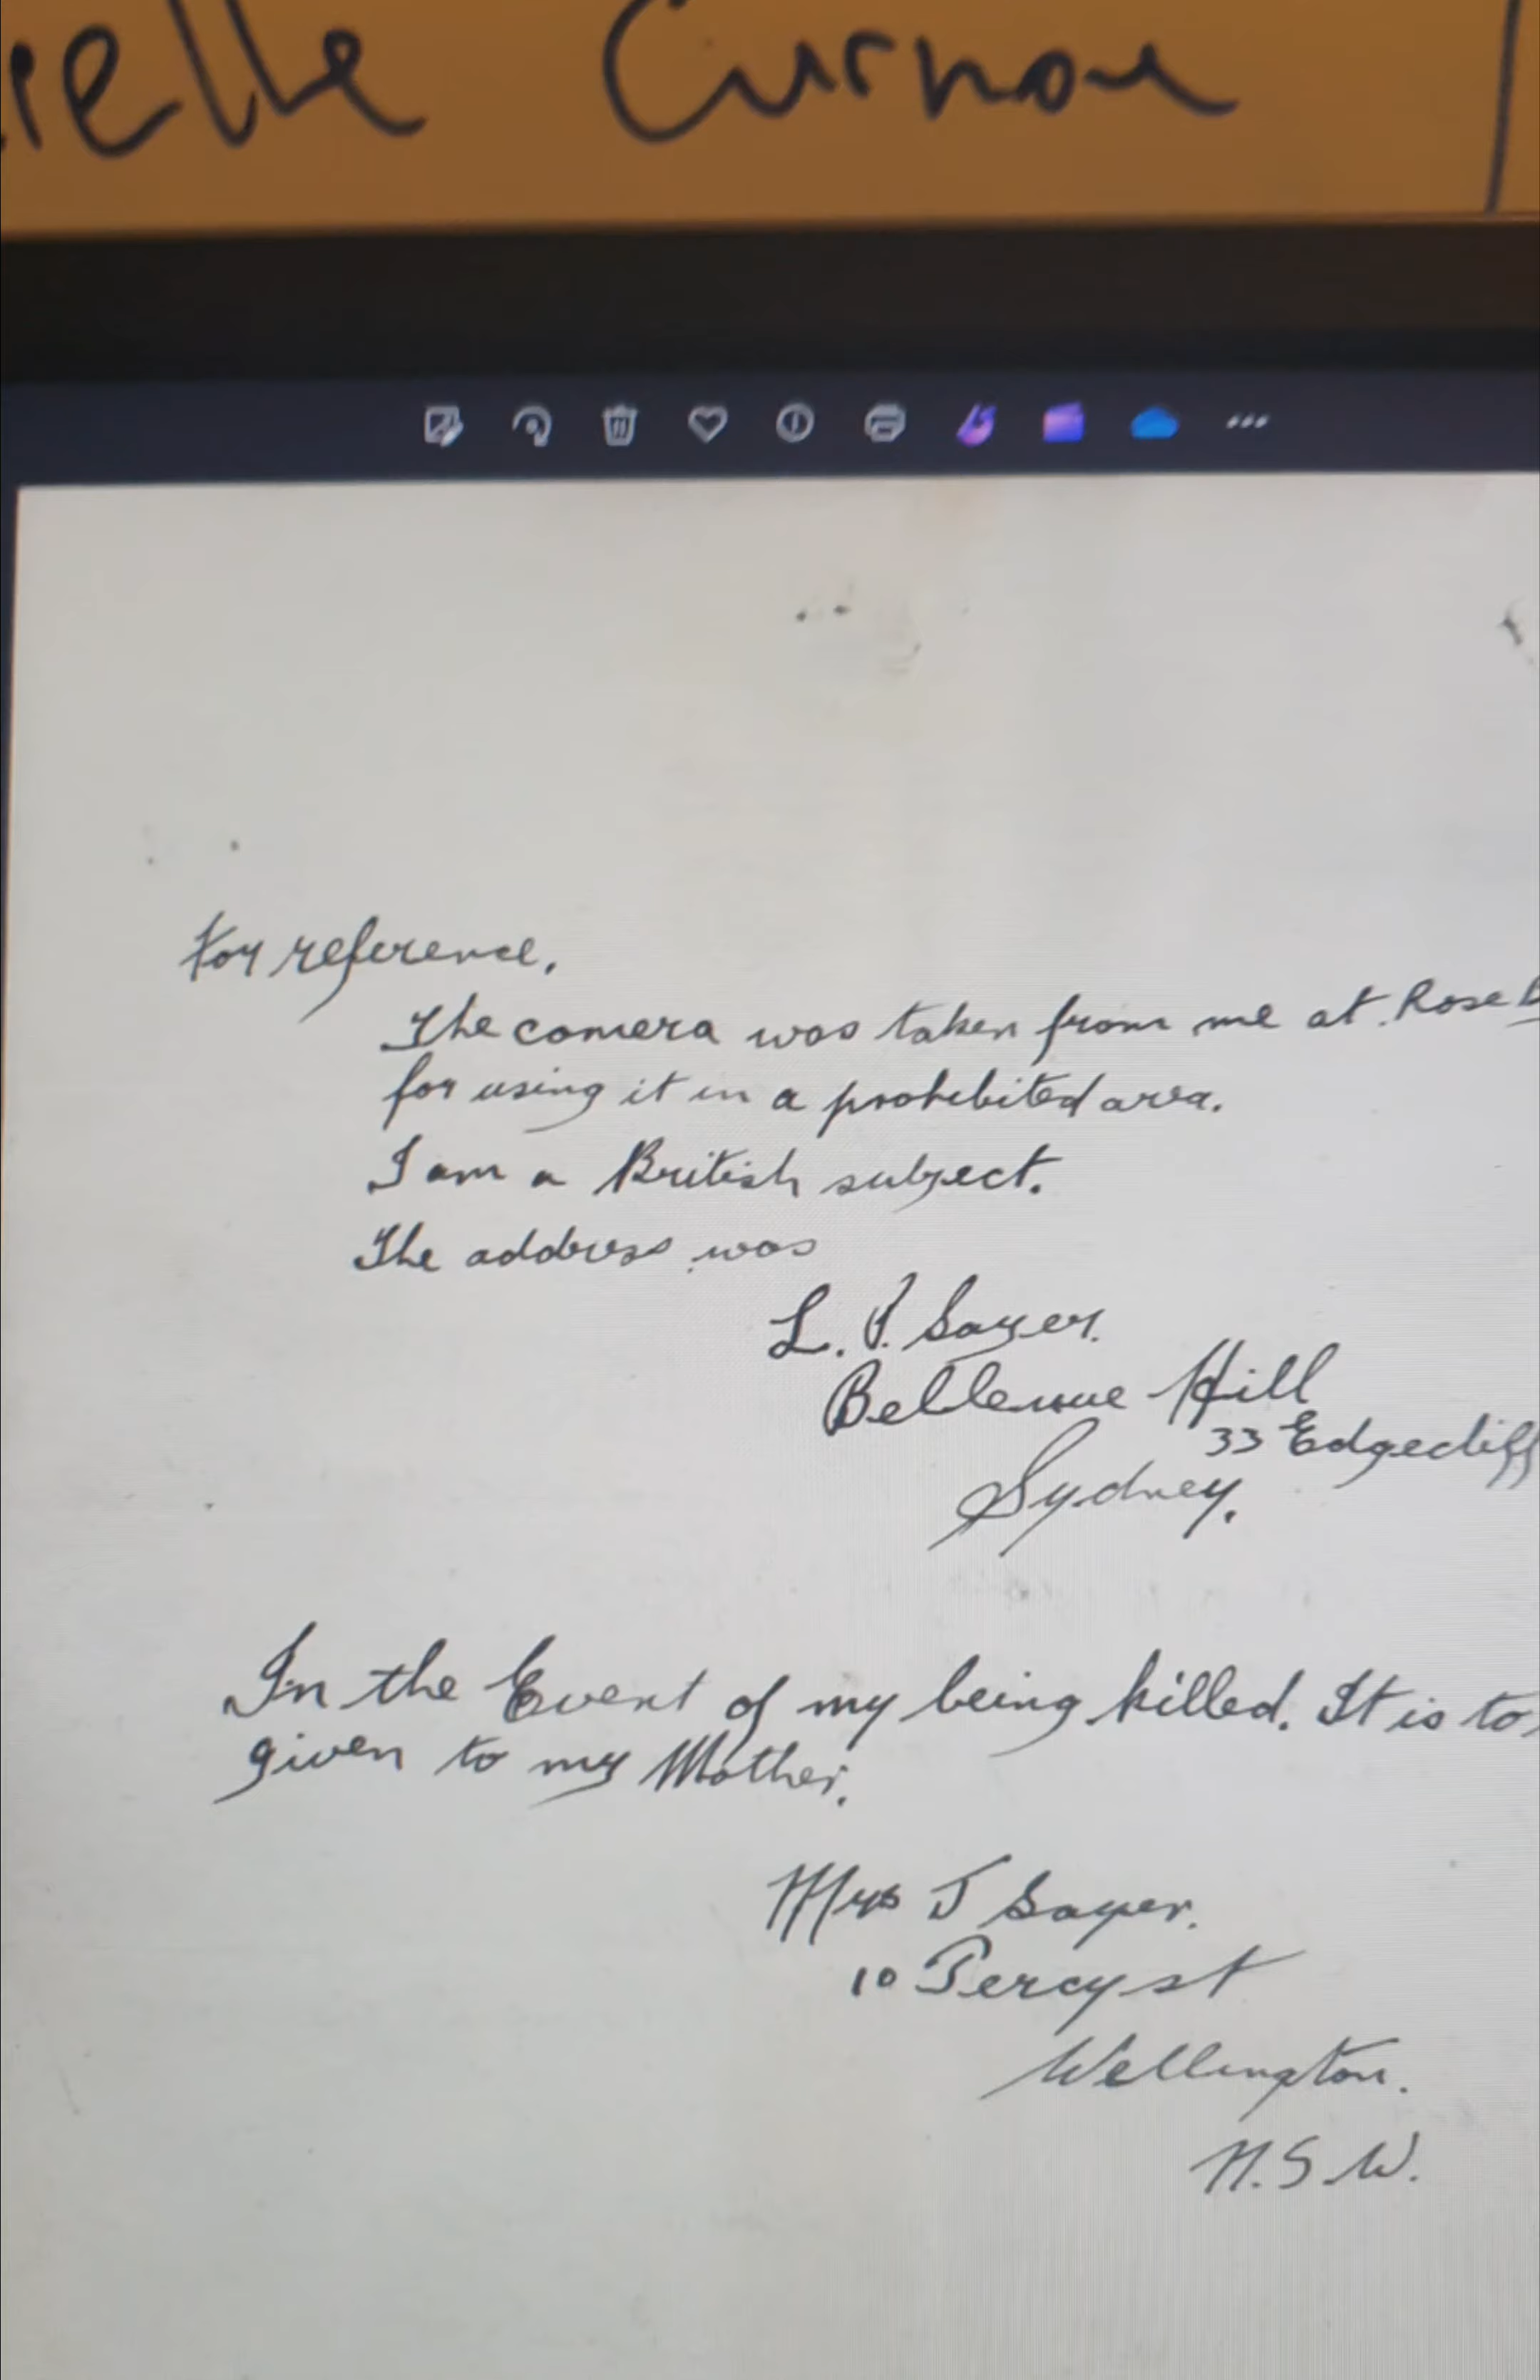 ielle Curnow
For reference.
The camera was taken from me at Rose B
for using it in a prohibited area.
I am a British subject.
The address was
L. J. Sayer.
Bellevue Hill
33 Edgecliff
Sydney.
In the Event of my being killed. It is to
given to my Mother.
Mrs J Sayer.
10 Percy st
Wellington.
N.S.W.